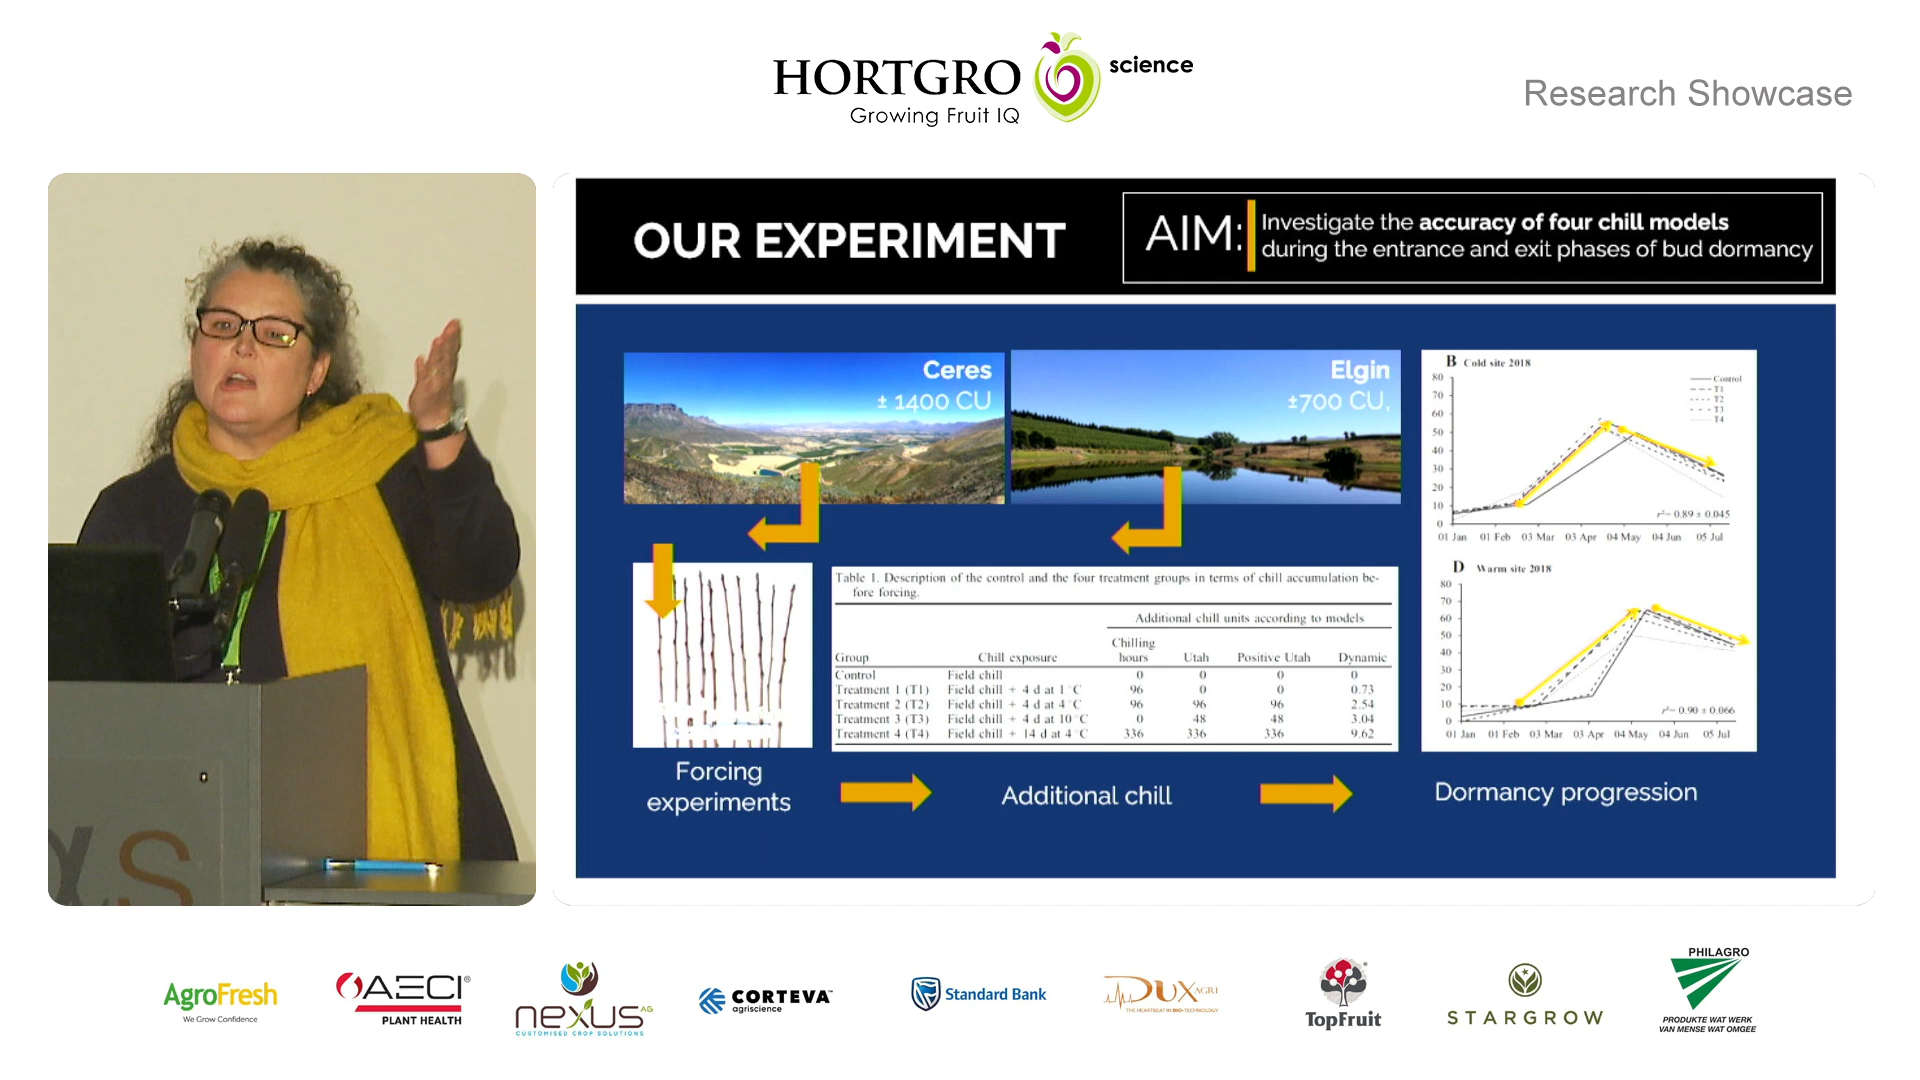 HORTGRO science
Growing Fruit IQ
Research Showcase
OUR EXPERIMENT
AIM: Investigate the accuracy of four chill models
during the entrance and exit phases of bud dormancy
Ceres
± 1400 CU
Elgin
±700 CU,
B Cold site 2018
80
70
60
50
40
30
20
10
0
Control
T1
T2
T3
T4
r²= 0.89 ± 0.045
01 Jan 01 Feb 03 Mar 03 Apr 04 May 04 Jun 05 Jul
D Warm site 2018
80
70
60
50
40
30
20
10
0
r²= 0.90 ± 0.066
01 Jan 01 Feb 03 Mar 03 Apr 04 May 04 Jun 05 Jul
Table 1. Description of the control and the four treatment groups in terms of chill accumulation be-
fore forcing.
Additional chill units according to models
Group Chill exposure Chilling hours Utah Positive Utah Dynamic
Control Field chill 0 0 0 0
Treatment 1 (T1) Field chill + 4 d at 1 °C 96 0 0 0.73
Treatment 2 (T2) Field chill + 4 d at 4 °C 96 96 96 2.54
Treatment 3 (T3) Field chill + 4 d at 10 °C 0 48 48 3.04
Treatment 4 (T4) Field chill + 14 d at 4 °C 336 336 336 9.62
Forcing
experiments
Additional chill
Dormancy progression
AgroFresh
We Grow Confidence
AECI®
PLANT HEALTH
nexus AG
CUSTOMISED CROP SOLUTIONS
CORTEVA™
agriscience
Standard Bank
DUX AGRI
THE HEARTBEAT IN BIO-TECHNOLOGY
TopFruit
STARGROW
PHILAGRO
PRODUKTE WAT WERK
VAN MENSE WAT OMGEE